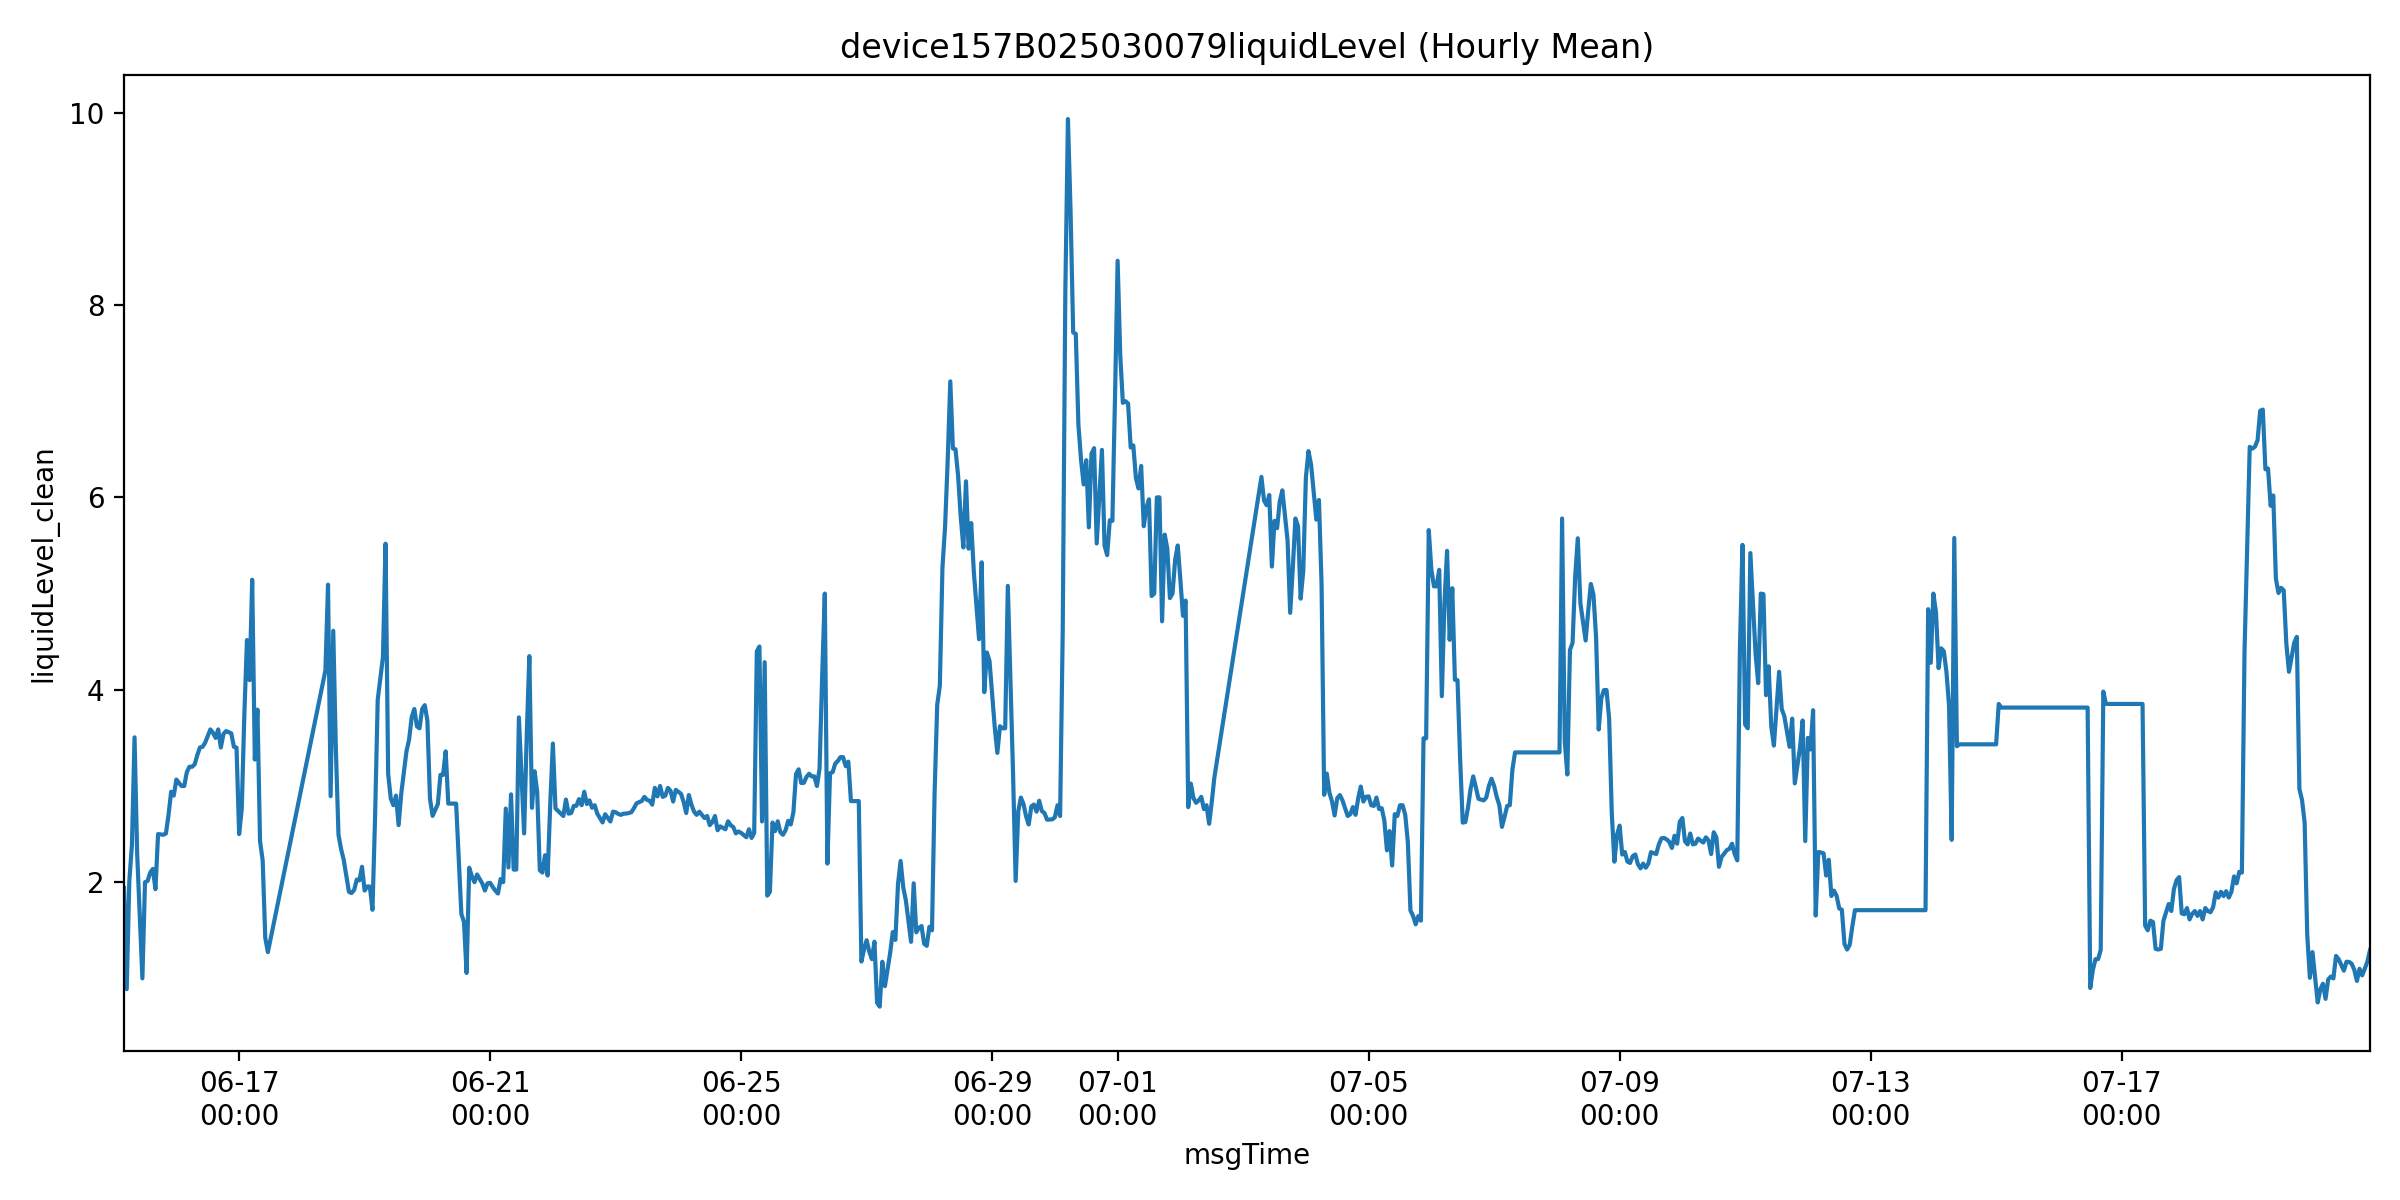 device157B025030079liquidLevel (Hourly Mean)
liquidLevel_clean
10
8
6
4
2
06-17 06-21 06-25 06-29 07-01 07-05 07-09 07-13 07-17
00:00 00:00 00:00 00:00 00:00 00:00 00:00 00:00 00:00
msgTime